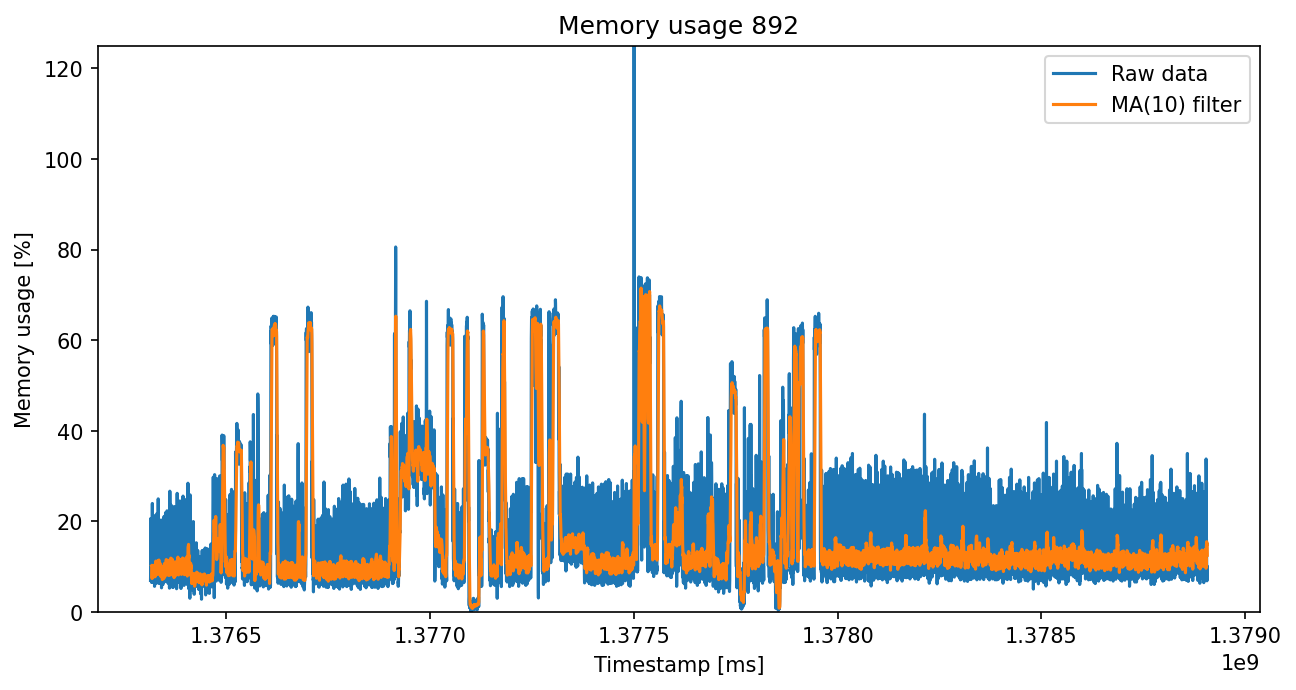 Memory usage 892
Raw data
MA(10) filter
Memory usage [%]
120
100
80
60
40
20
0
1.3765 1.3770 1.3775 1.3780 1.3785 1.3790
1e9
Timestamp [ms]